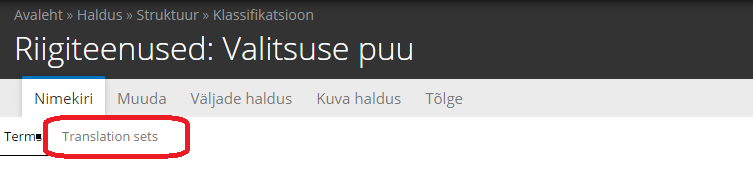 Avaleht » Haldus » Struktuur » Klassifikatsioon
Riigiteenused: Valitsuse puu
Nimekiri Muuda Väljade haldus Kuva haldus Tõlge
Terms Translation sets